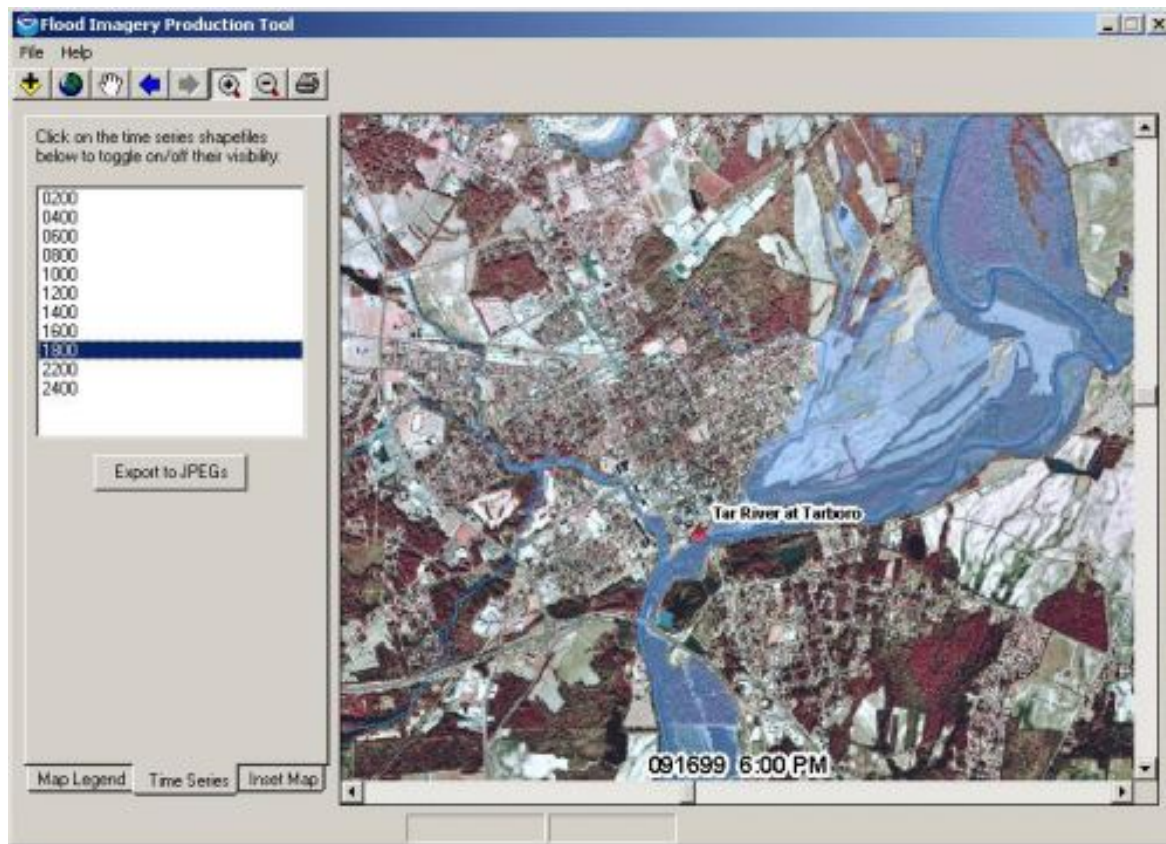 Flood Imagery Production Tool
File Help
Click on the time series shapefiles
below to toggle on/off their visibility.
0200
0400
0600
0800
1000
1200
1400
1600
1800
2200
2400
Export to JPEGs
Tar River at Tarboro
091699 6:00 PM
Map Legend Time Series Inset Map